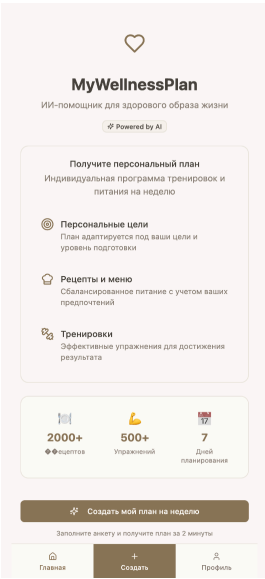 MyWellnessPlan
ИИ-помощник для здорового образа жизни
Powered by AI
Получите персональный план
Индивидуальная программа тренировок и
питания на неделю
Персональные цели
План адаптируется под ваши цели и
уровень подготовки
Рецепты и меню
Сбалансированное питание с учетом ваших
предпочтений
Тренировки
Эффективные упражнения для достижения
результата
2000+ 500+ 7
��ецептов Упражнений Дней
планирования
Создать мой план на неделю
Заполните анкету и получите план за 2 минуты
Главная Создать Профиль